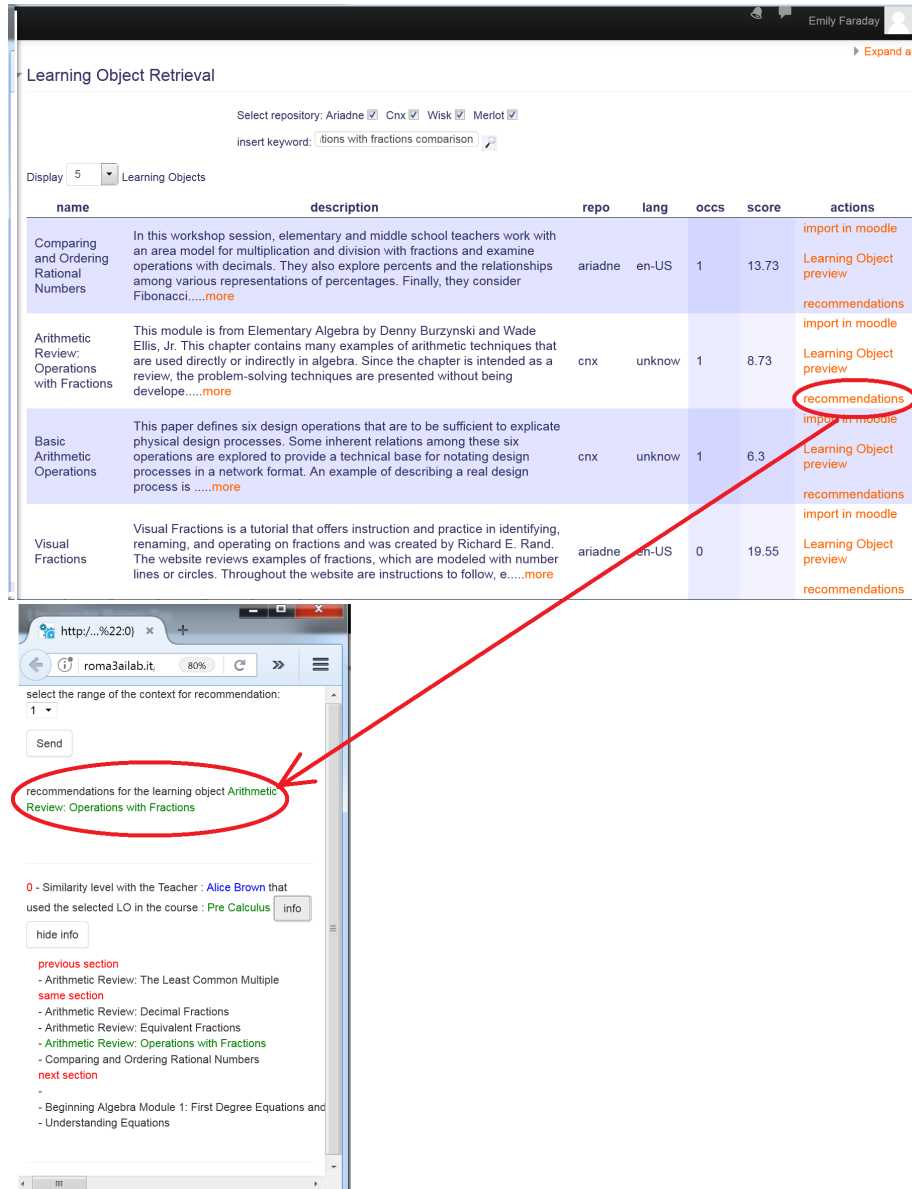 Emily Faraday
Expand a
Learning Object Retrieval
Select repository: Ariadne Cnx Wisk Merlot
insert keyword: tions with fractions comparison
Display 5 Learning Objects
name description repo lang occs score actions
Comparing and Ordering Rational Numbers
In this workshop session, elementary and middle school teachers work with
an area model for multiplication and division with fractions and examine
operations with decimals. They also explore percents and the relationships
among various representations of percentages. Finally, they consider
Fibonacci.....more
ariadne en-US 1 13.73
import in moodle
Learning Object
preview
recommendations
Arithmetic
Review:
Operations
with Fractions
This module is from Elementary Algebra by Denny Burzynski and Wade
Ellis, Jr. This chapter contains many examples of arithmetic techniques that
are used directly or indirectly in algebra. Since the chapter is intended as a
review, the problem-solving techniques are presented without being
develope.....more
cnx unknow 1 8.73
import in moodle
Learning Object
preview
recommendations
Basic
Arithmetic
Operations
This paper defines six design operations that are to be sufficient to explicate
physical design processes. Some inherent relations among these six
operations are explored to provide a technical base for notating design
processes in a network format. An example of describing a real design
process is .....more
cnx unknow 1 6.3
import in moodle
Learning Object
preview
recommendations
Visual
Fractions
Visual Fractions is a tutorial that offers instruction and practice in identifying,
renaming, and operating on fractions and was created by Richard E. Rand.
The website reviews examples of fractions, which are modeled with number
lines or circles. Throughout the website are instructions to follow, e.....more
ariadne en-US 0 19.55
import in moodle
Learning Object
preview
recommendations
http:/...%22:0}
roma3ailab.it, 80%
select the range of the context for recommendation:
1
Send
recommendations for the learning object Arithmetic
Review: Operations with Fractions
0 - Similarity level with the Teacher : Alice Brown that
used the selected LO in the course : Pre Calculus info
hide info
previous section
- Arithmetic Review: The Least Common Multiple
same section
- Arithmetic Review: Decimal Fractions
- Arithmetic Review: Equivalent Fractions
- Arithmetic Review: Operations with Fractions
- Comparing and Ordering Rational Numbers
next section
-
- Beginning Algebra Module 1: First Degree Equations and
- Understanding Equations